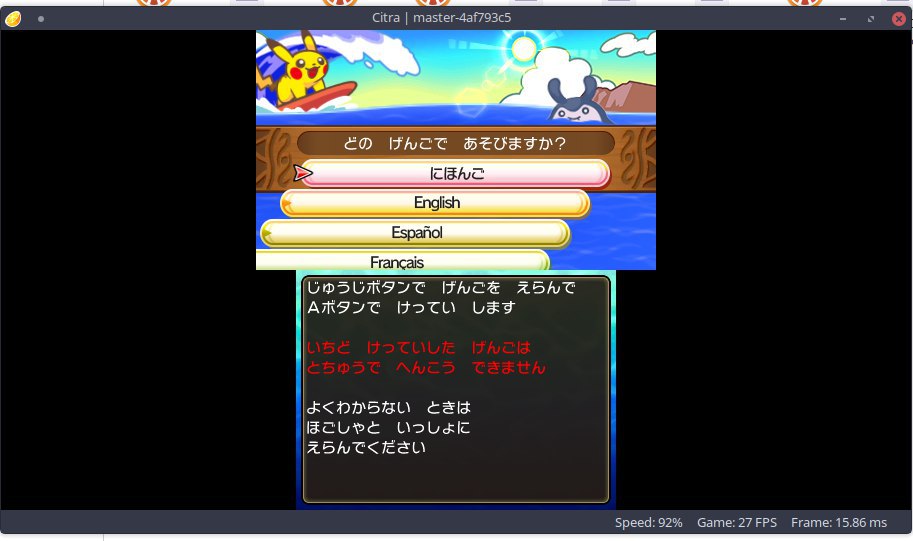 Citra | master-4af793c5
どの　げんごで　あそびますか？
にほんご
English
Español
Français
じゅうじボタンで　げんごを　えらんで
Aボタンで　けってい　します
いちど　けっていした　げんごは
とちゅうで　へんこう　できません
よくわからない　ときは
ほごしゃと　いっしょに
えらんでください
Speed: 92% Game: 27 FPS Frame: 15.86 ms